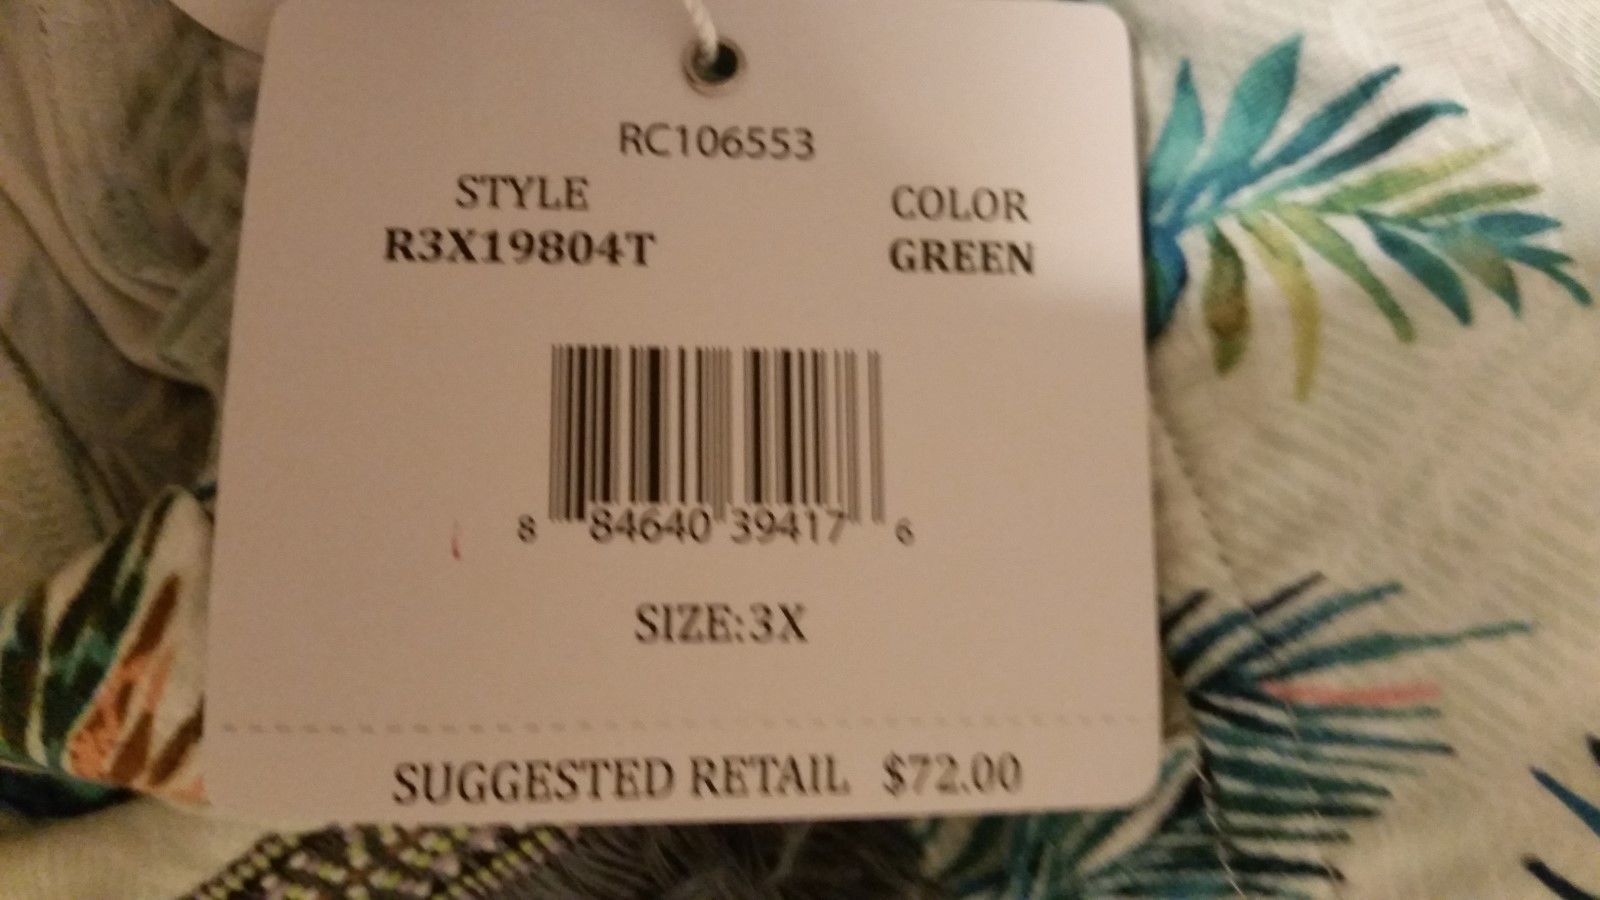 RC106553
STYLE COLOR
R3X19804T GREEN
8 84640 39417 6
SIZE:3X
SUGGESTED RETAIL $72.00